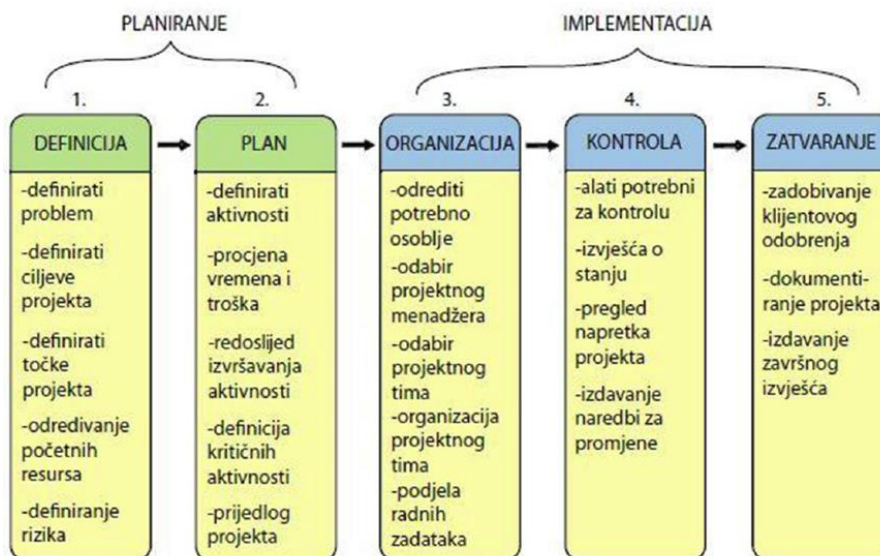 PLANIRANJE
IMPLEMENTACIJA
1.
2.
3.
4.
5.
DEFINICIJA
PLAN
ORGANIZACIJA
KONTROLA
ZATVARANJE
-definirati
problem
-definirati
ciljeve
projekta
-definirati
točke
projekta
-odredivanje
početnih
resursa
-definiranje
rizika
-definirati
aktivnosti
-procjena
vremena i
troška
-redoslijed
izvršavanja
aktivnosti
-definicija
kritičnih
aktivnosti
-prijedlog
projekta
-odrediti
potrebno
osoblje
-odabir
projektnog
menadžera
-odabir
projektnog
tima
-organizacija
projektnog
tima
-podjela
radnih
zadataka
-alati potrebni
za kontrolu
-izvješća o
stanju
-pregled
napretka
projekta
-izdavanje
naredbi za
promjene
-zadobivanje
klijentovog
odobrenja
-dokumenti-
ranje projekta
-izdavanje
završnog
izvješća